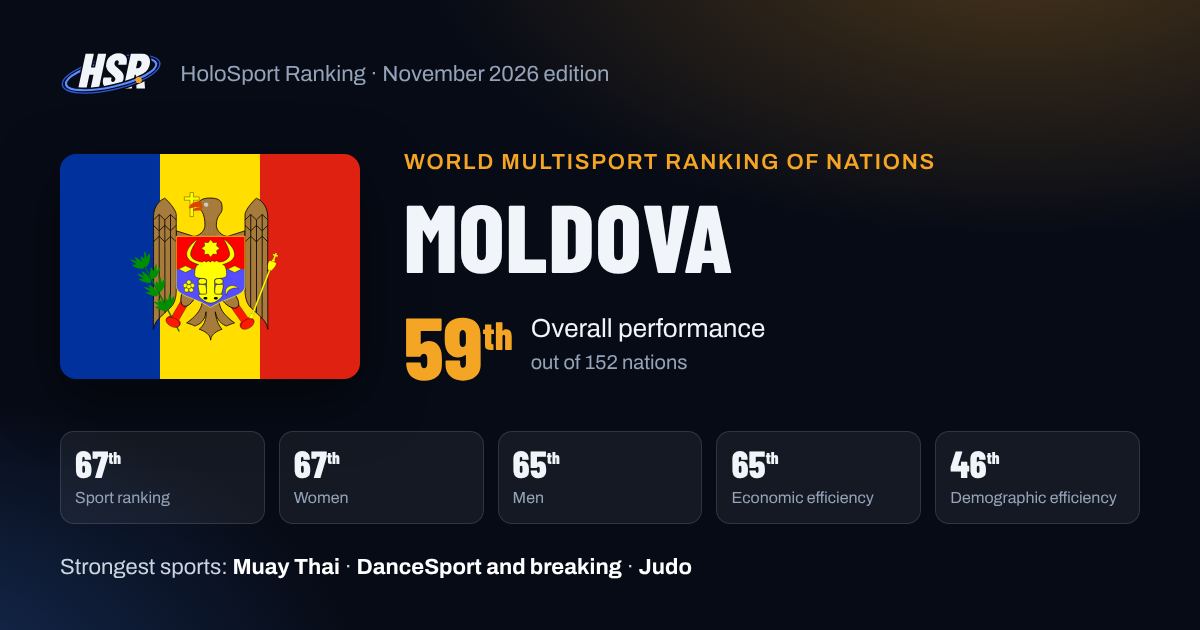 HSR HoloSport Ranking · November 2026 edition
WORLD MULTISPORT RANKING OF NATIONS
MOLDOVA
59th Overall performance
out of 152 nations
67th 67th 65th 65th 46th
Sport ranking Women Men Economic efficiency Demographic efficiency
Strongest sports: Muay Thai · DanceSport and breaking · Judo